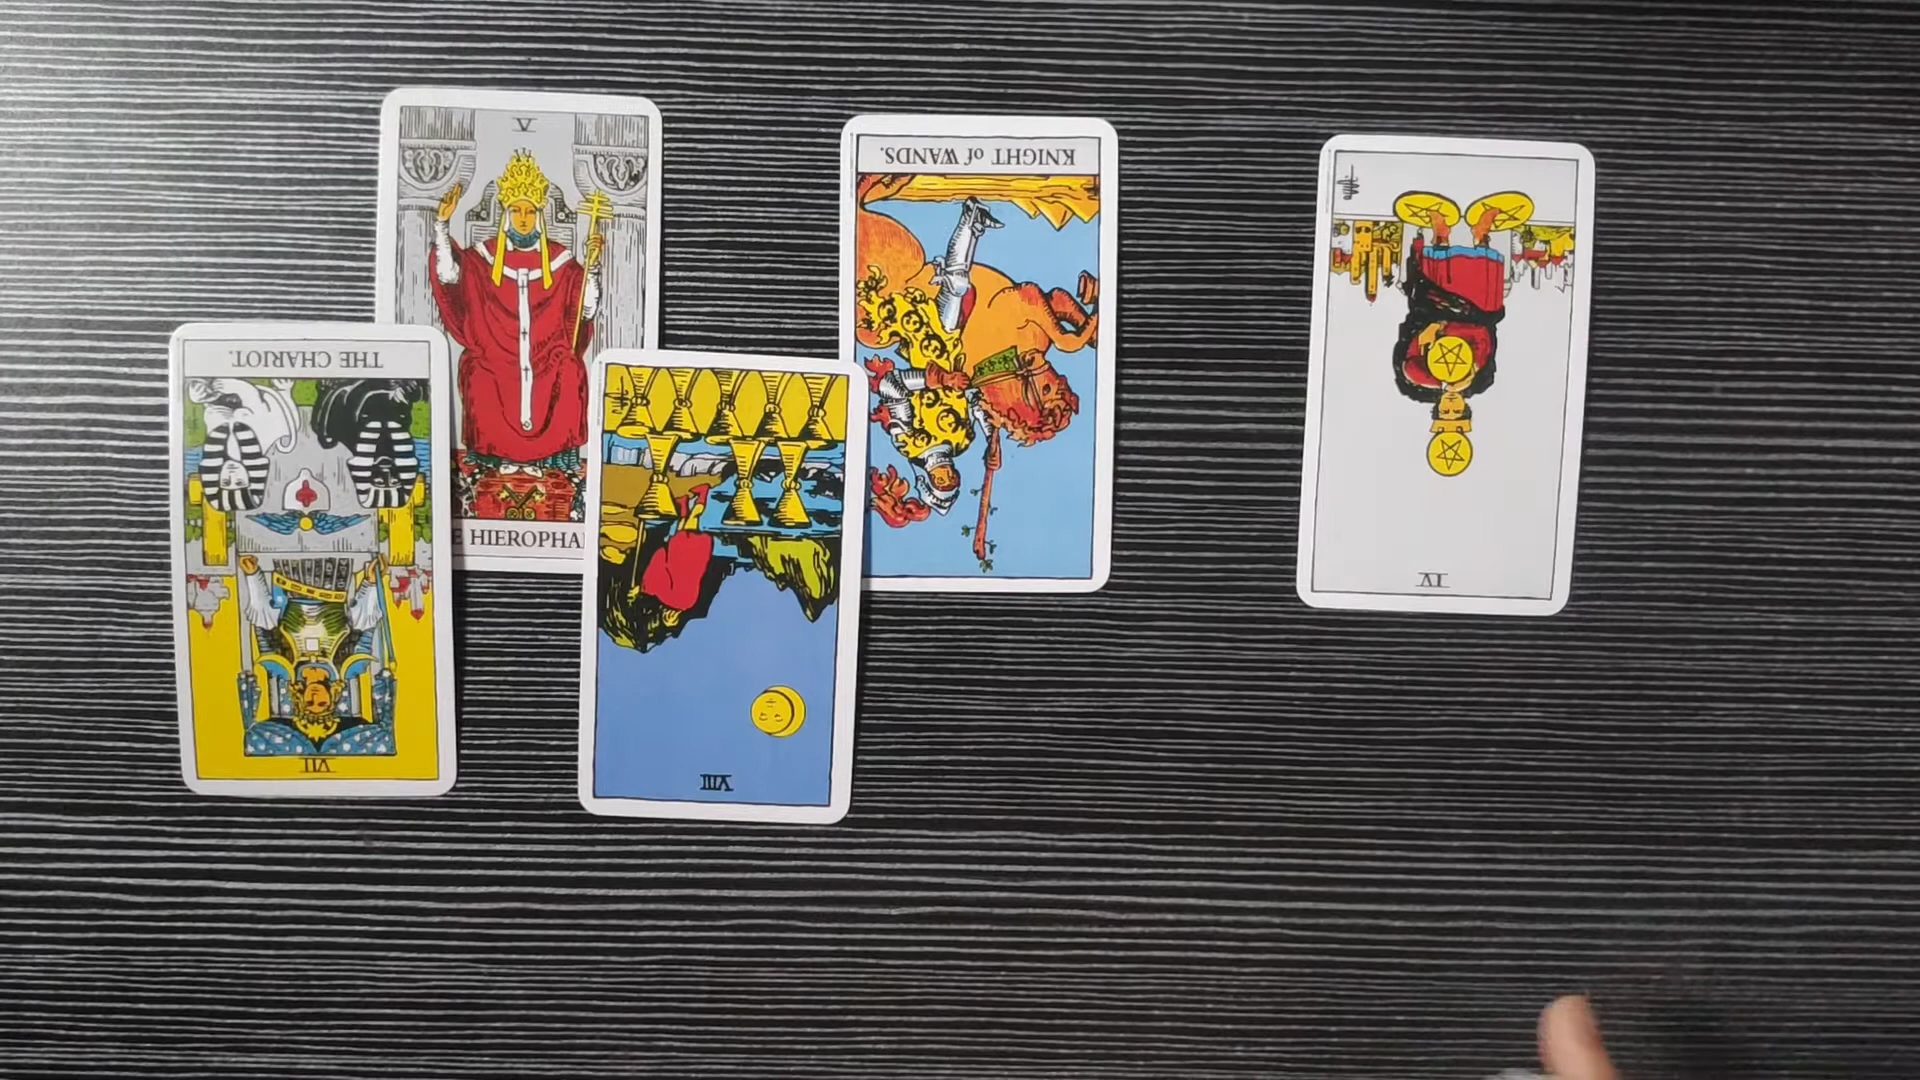 V
KNIGHT of WANDS.
THE CHARIOT.
E HIEROPHA
IV
VII
VIII